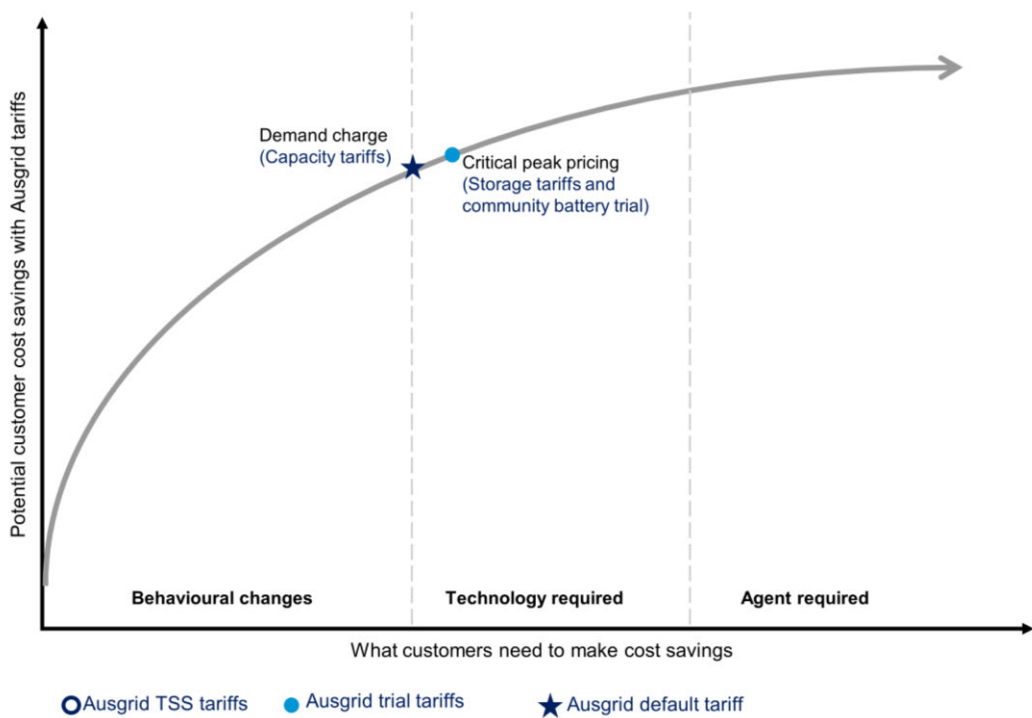 Potential customer cost savings with Ausgrid tariffs
Demand charge
(Capacity tariffs)
Critical peak pricing
(Storage tariffs and
community battery trial)
Behavioural changes
Technology required
Agent required
What customers need to make cost savings
Ausgrid TSS tariffs
Ausgrid trial tariffs
Ausgrid default tariff